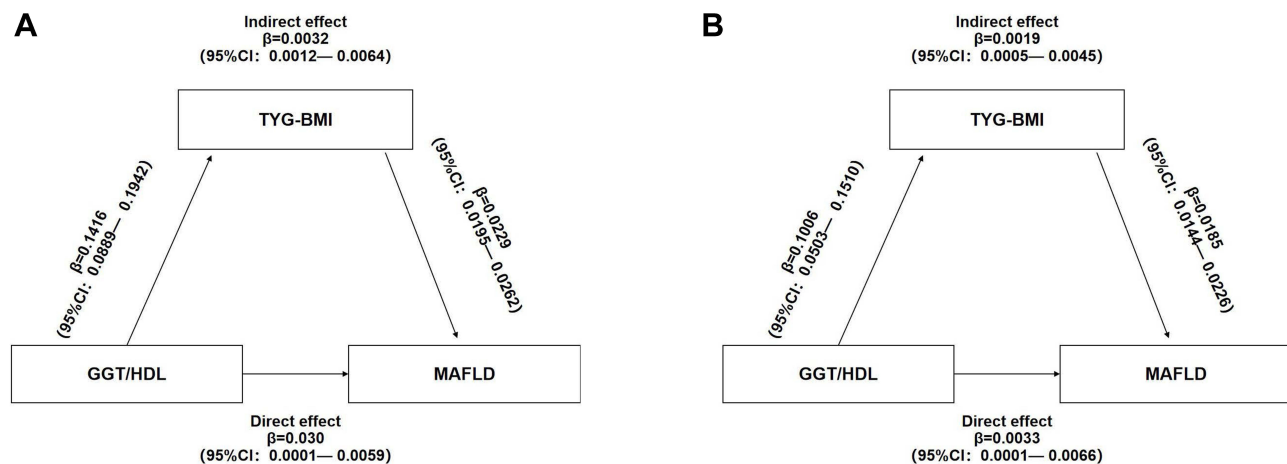 A
Indirect effect
β=0.0032
(95%CI: 0.0012— 0.0064)
TYG-BMI
β=0.1416
(95%CI: 0.0889— 0.1942)
β=0.0229
(95%CI: 0.0195— 0.0262)
GGT/HDL
MAFLD
Direct effect
β=0.030
(95%CI: 0.0001— 0.0059)
B
Indirect effect
β=0.0019
(95%CI: 0.0005— 0.0045)
TYG-BMI
β=0.1006
(95%CI: 0.0503— 0.1510)
β=0.0185
(95%CI: 0.0144— 0.0226)
GGT/HDL
MAFLD
Direct effect
β=0.0033
(95%CI: 0.0001— 0.0066)